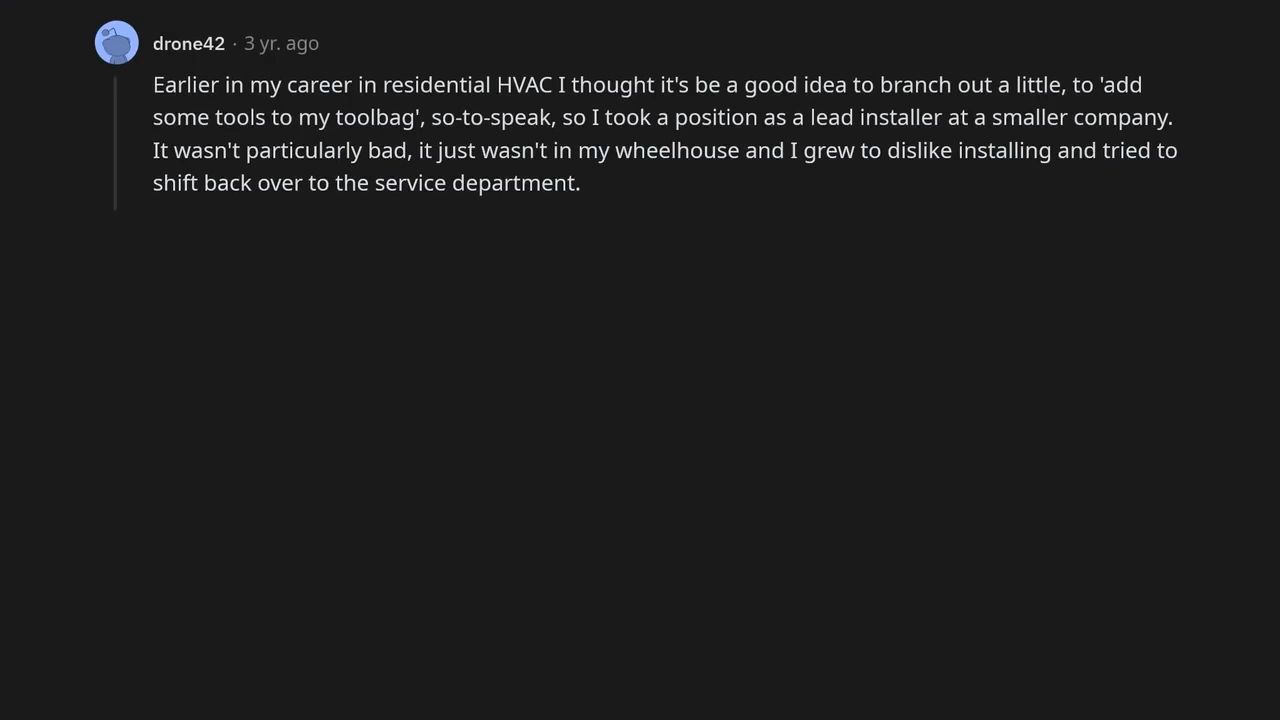 drone42 · 3 yr. ago
Earlier in my career in residential HVAC I thought it's be a good idea to branch out a little, to 'add
some tools to my toolbag', so-to-speak, so I took a position as a lead installer at a smaller company.
It wasn't particularly bad, it just wasn't in my wheelhouse and I grew to dislike installing and tried to
shift back over to the service department.